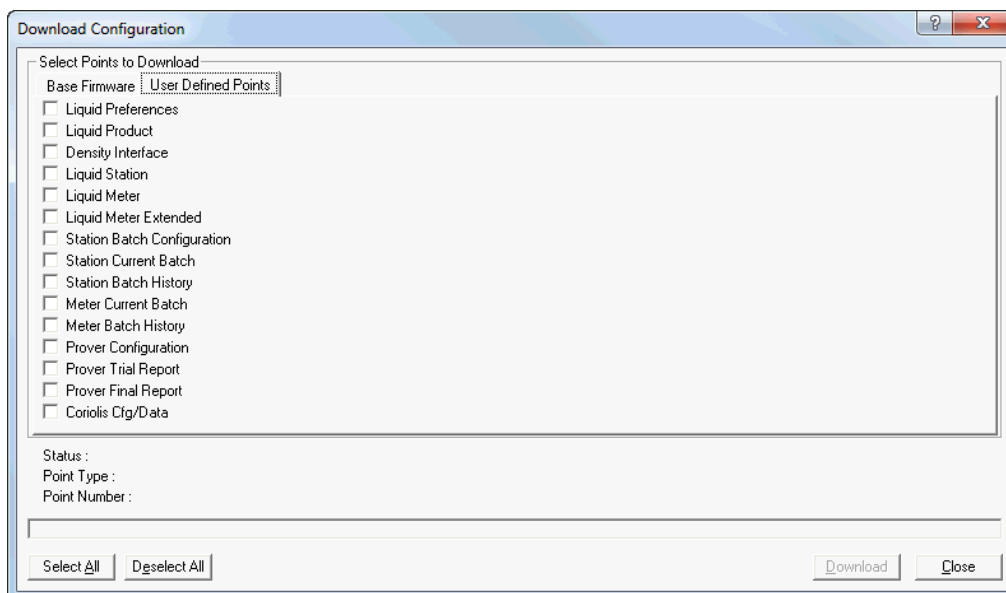 Download Configuration
Select Points to Download
Base Firmware User Defined Points
Liquid Preferences
Liquid Product
Density Interface
Liquid Station
Liquid Meter
Liquid Meter Extended
Station Batch Configuration
Station Current Batch
Station Batch History
Meter Current Batch
Meter Batch History
Prover Configuration
Prover Trial Report
Prover Final Report
Coriolis Cfg/Data
Status :
Point Type :
Point Number :
Select All Deselect All Download Close